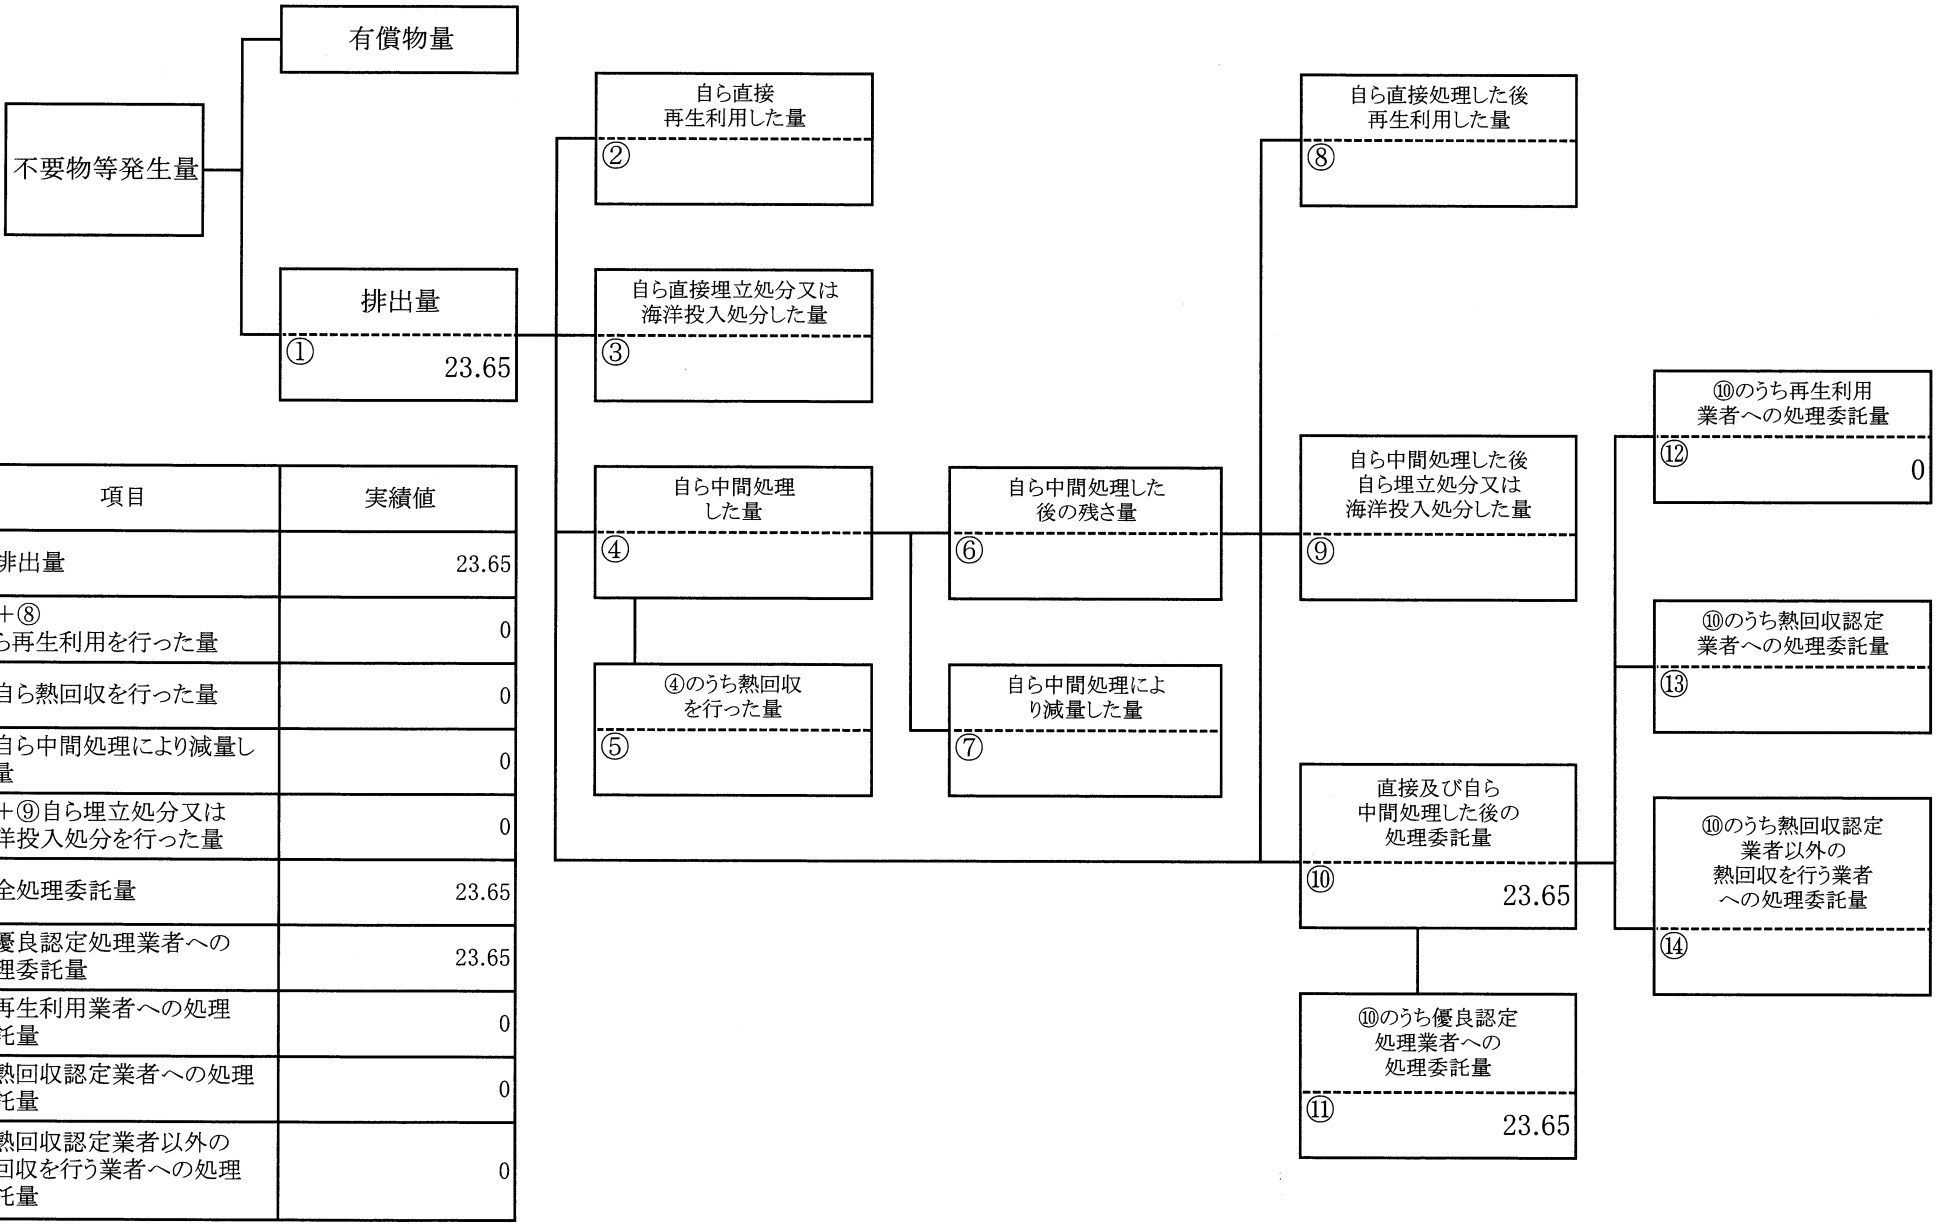 有償物量
不要物等発生量
排出量
①
23.65
自ら直接
再生利用した量
②
自ら直接埋立処分又は
海洋投入処分した量
③
自ら中間処理
した量
④
④のうち熱回収
を行った量
⑤
自ら中間処理した
後の残さ量
⑥
自ら中間処理によ
り減量した量
⑦
自ら直接処理した後
再生利用した量
⑧
自ら中間処理した後
自ら埋立処分又は
海洋投入処分した量
⑨
直接及び自ら
中間処理した後の
処理委託量
⑩
23.65
⑩のうち優良認定
処理業者への
処理委託量
⑪
23.65
⑩のうち再生利用
業者への処理委託量
⑫
0
⑩のうち熱回収認定
業者への処理委託量
⑬
⑩のうち熱回収認定
業者以外の
熱回収を行う業者
への処理委託量
⑭
項目 実績値
排出量 23.65
+⑧
ら再生利用を行った量 0
自ら熱回収を行った量 0
自ら中間処理により減量し
量 0
+⑨自ら埋立処分又は
洋投入処分を行った量 0
全処理委託量 23.65
優良認定処理業者への
理委託量 23.65
再生利用業者への処理
託量 0
熱回収認定業者への処理
託量 0
熱回収認定業者以外の
回収を行う業者への処理
託量 0